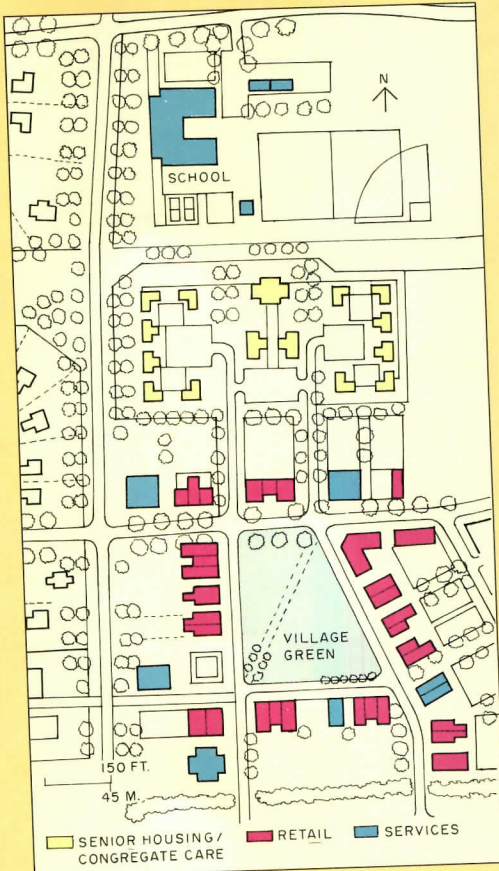 N
SCHOOL
VILLAGE
GREEN
150 FT.
45 M.
SENIOR HOUSING/
CONGREGATE CARE
RETAIL
SERVICES